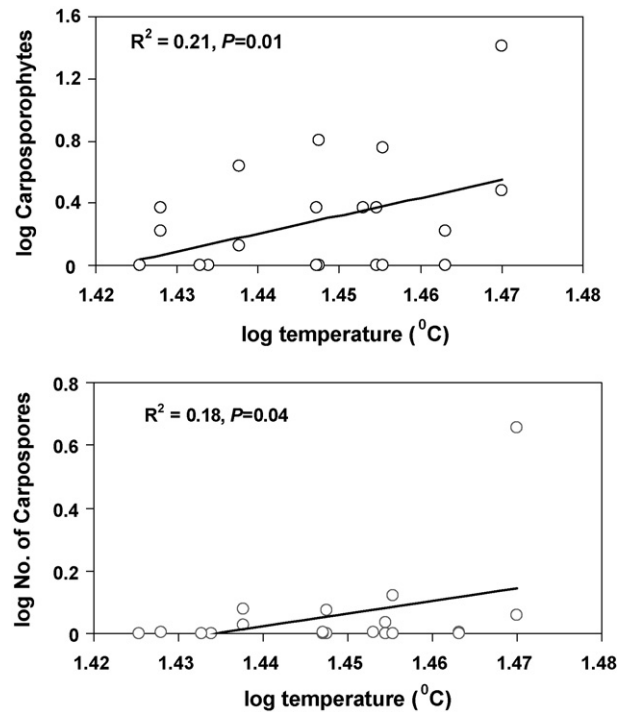 log Carposporophytes
1.6
1.2
0.8
0.4
0
R² = 0.21, P=0.01
1.42 1.43 1.44 1.45 1.46 1.47 1.48
log temperature (⁰C)
log No. of Carpospores
0.8
0.6
0.4
0.2
0
R² = 0.18, P=0.04
1.42 1.43 1.44 1.45 1.46 1.47 1.48
log temperature (⁰C)